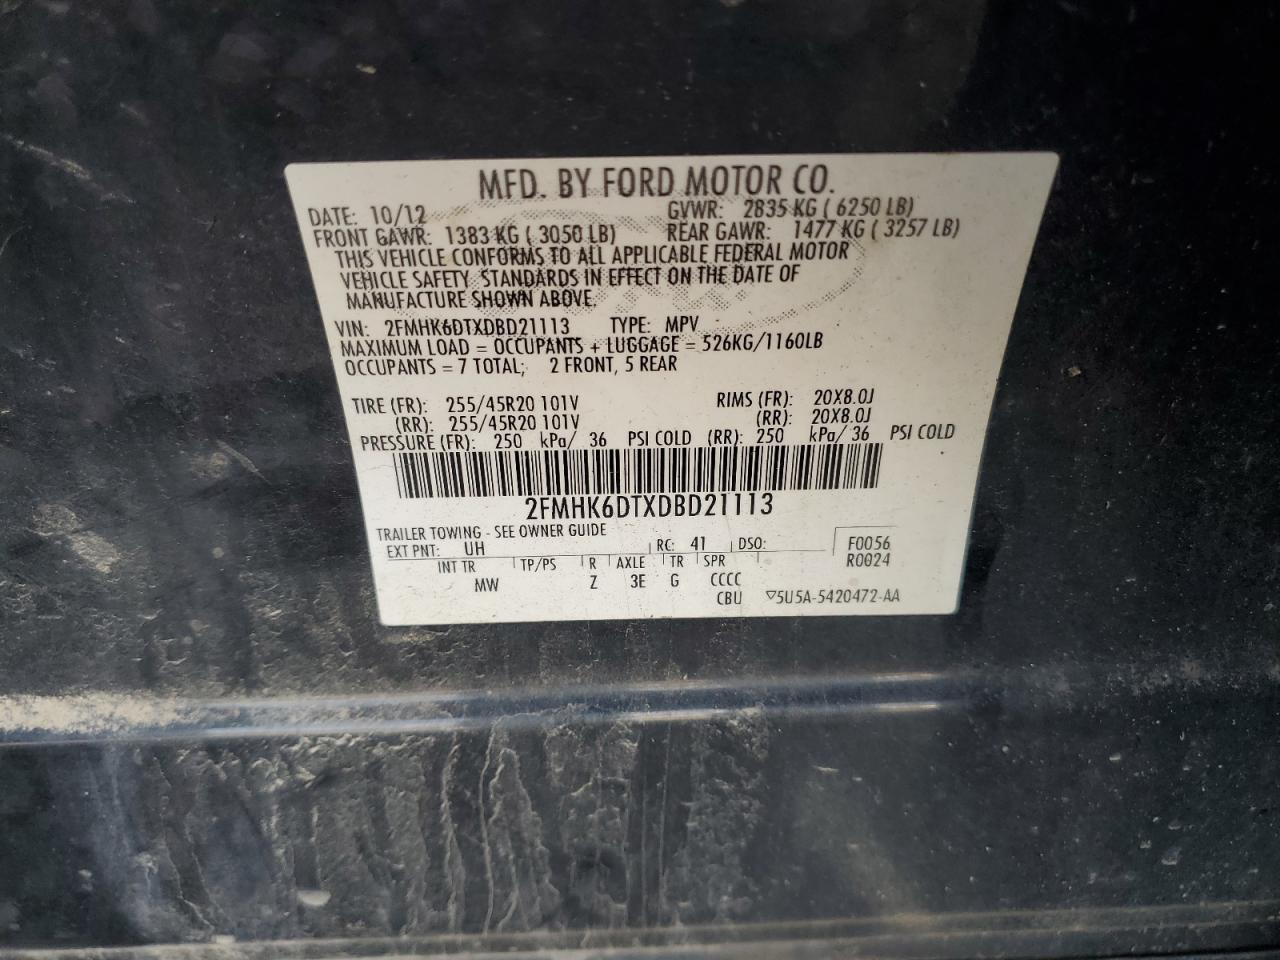 MFD. BY FORD MOTOR CO.
DATE: 10/12 GVWR: 2835 KG ( 6250 LB)
FRONT GAWR: 1383 KG ( 3050 LB) REAR GAWR: 1477 KG ( 3257 LB)
THIS VEHICLE CONFORMS TO ALL APPLICABLE FEDERAL MOTOR
VEHICLE SAFETY STANDARDS IN EFFECT ON THE DATE OF
MANUFACTURE SHOWN ABOVE.
VIN: 2FMHK6DTXDBD21113 TYPE: MPV
MAXIMUM LOAD = OCCUPANTS + LUGGAGE = 526KG/1160LB
OCCUPANTS = 7 TOTAL; 2 FRONT, 5 REAR
TIRE (FR): 255/45R20 101V RIMS (FR): 20X8.0J
(RR): 255/45R20 101V (RR): 20X8.0J
PRESSURE (FR): 250 kPa/ 36 PSI COLD (RR): 250 kPa/ 36 PSI COLD
2FMHK6DTXDBD21113
TRAILER TOWING - SEE OWNER GUIDE
EXT PNT: UH RC: 41 DSO: F0056
R0024
INT TR TP/PS R AXLE TR SPR
MW Z 3E G CCCC
CBU ▽5U5A-5420472-AA